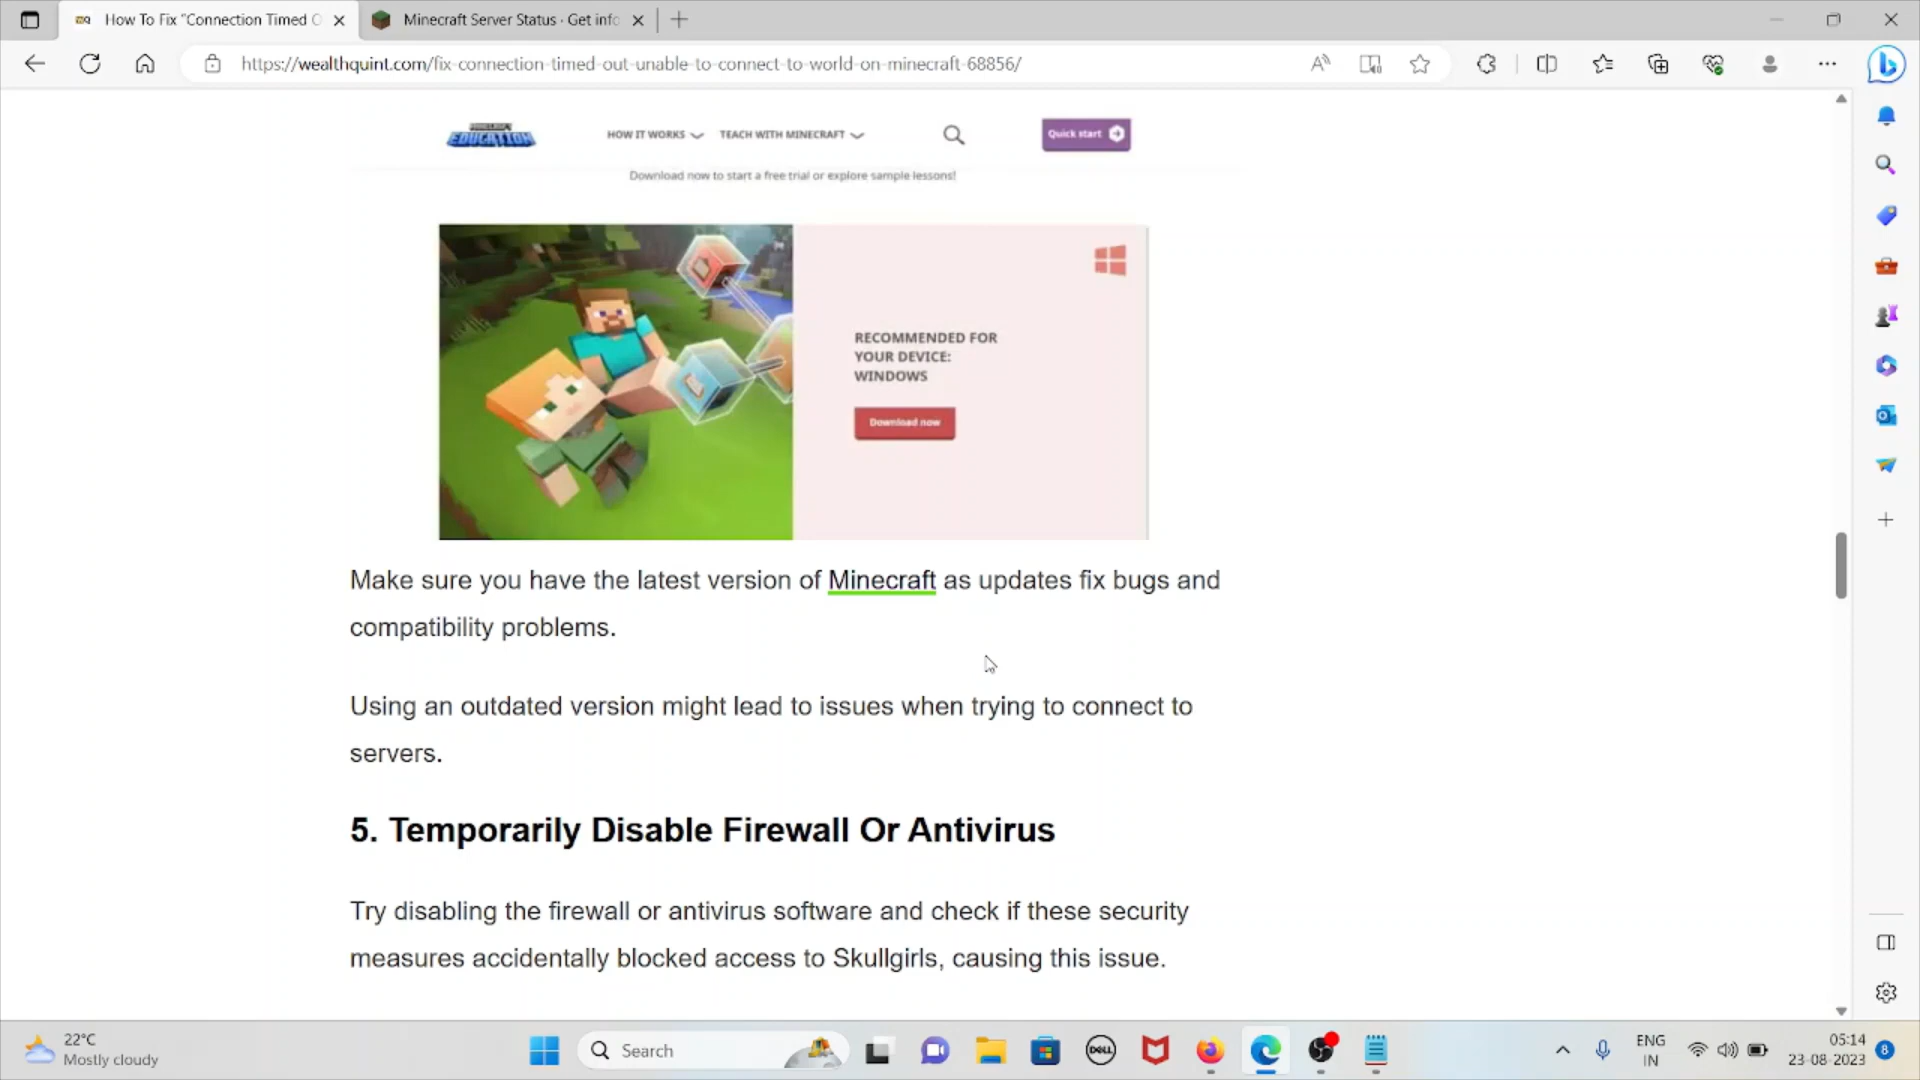 How To Fix "Connection Timed O
Minecraft Server Status · Get info
https://wealthquint.com/fix-connection-timed-out-unable-to-connect-to-world-on-minecraft-68856/
MINECRAFT
EDUCATION
HOW IT WORKS
TEACH WITH MINECRAFT
Quick start
Download now to start a free trial or explore sample lessons!
RECOMMENDED FOR
YOUR DEVICE:
WINDOWS
Download now
Make sure you have the latest version of Minecraft as updates fix bugs and
compatibility problems.
Using an outdated version might lead to issues when trying to connect to
servers.
5. Temporarily Disable Firewall Or Antivirus
Try disabling the firewall or antivirus software and check if these security
measures accidentally blocked access to Skullgirls, causing this issue.
22°C
Mostly cloudy
Search
DELL
ENG
IN
05:14
23-08-2023
8